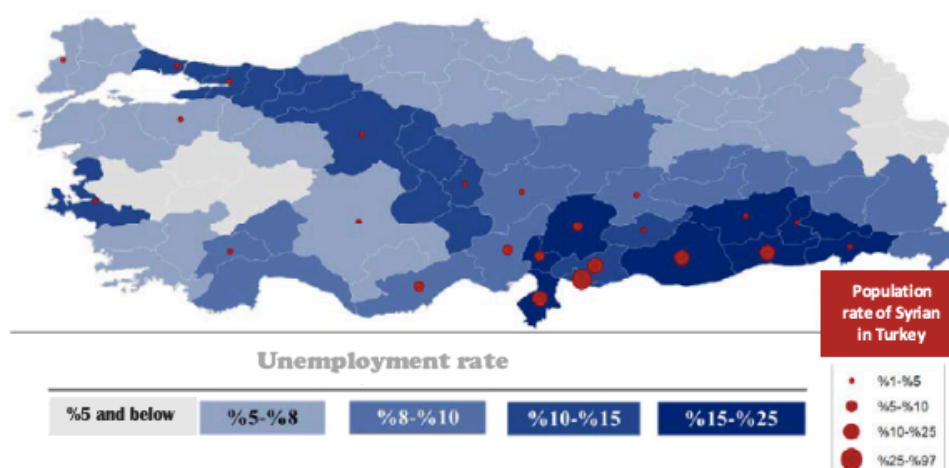 Population
rate of Syrian
in Turkey
Unemployment rate
%5 and below
%5-%8
%8-%10
%10-%15
%15-%25
%1-%5
%5-%10
%10-%25
%25-%97